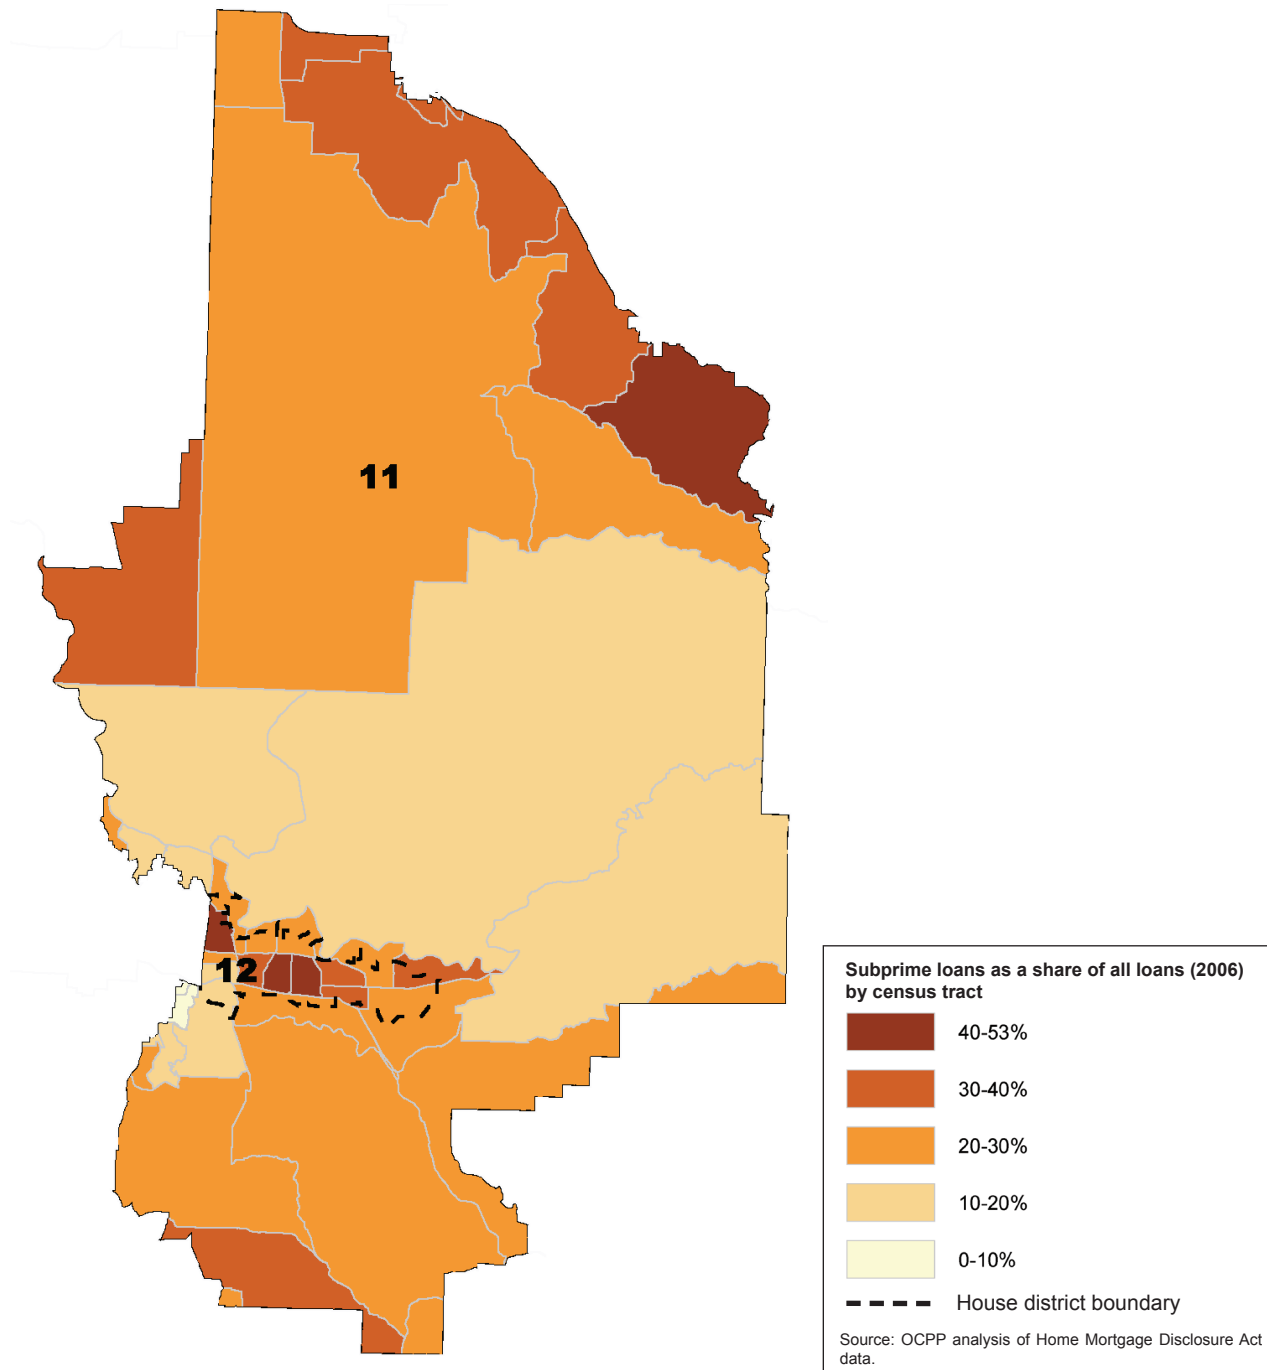 11
12
Subprime loans as a share of all loans (2006)
by census tract
40-53%
30-40%
20-30%
10-20%
0-10%
House district boundary
Source: OCPP analysis of Home Mortgage Disclosure Act
data.